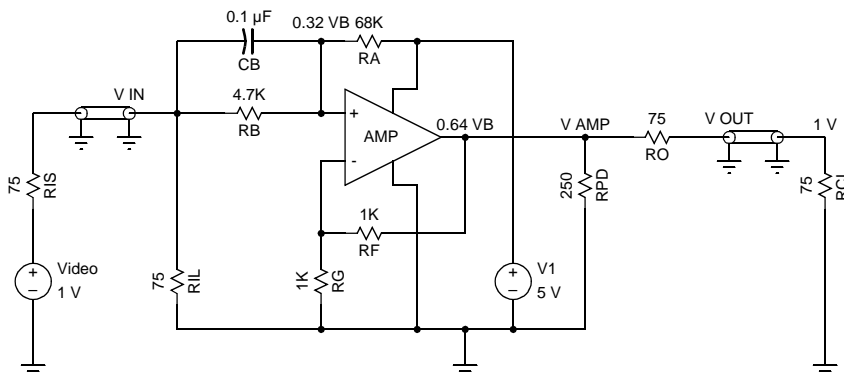 0.1 µF
0.32 VB
68K
CB
RA
V IN
4.7K
RB
+
AMP
-
0.64 VB
V AMP
75
RO
V OUT
1 V
75
RIS
250
RPD
75
RCL
1K
RF
Video
1 V
+
−
75
RIL
1K
RG
V1
5 V
+
−